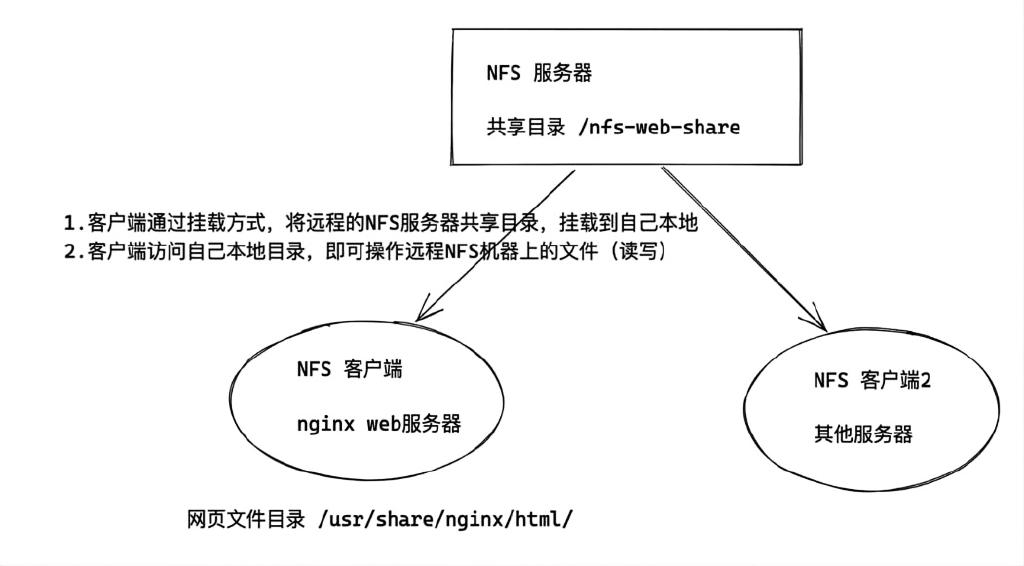 NFS 服务器
共享目录 /nfs-web-share
1.客户端通过挂载方式，将远程的NFS服务器共享目录，挂载到自己本地
2.客户端访问自己本地目录，即可操作远程NFS机器上的文件（读写）
NFS 客户端
nginx web服务器
NFS 客户端2
其他服务器
网页文件目录 /usr/share/nginx/html/